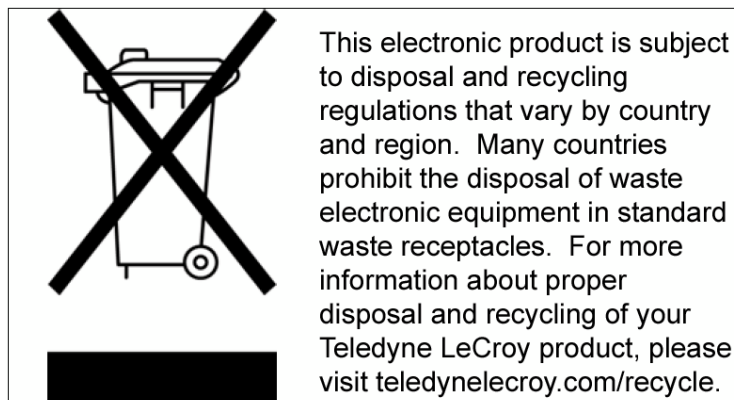 This electronic product is subject
to disposal and recycling
regulations that vary by country
and region.  Many countries
prohibit the disposal of waste
electronic equipment in standard
waste receptacles.  For more
information about proper
disposal and recycling of your
Teledyne LeCroy product, please
visit teledynelecroy.com/recycle.